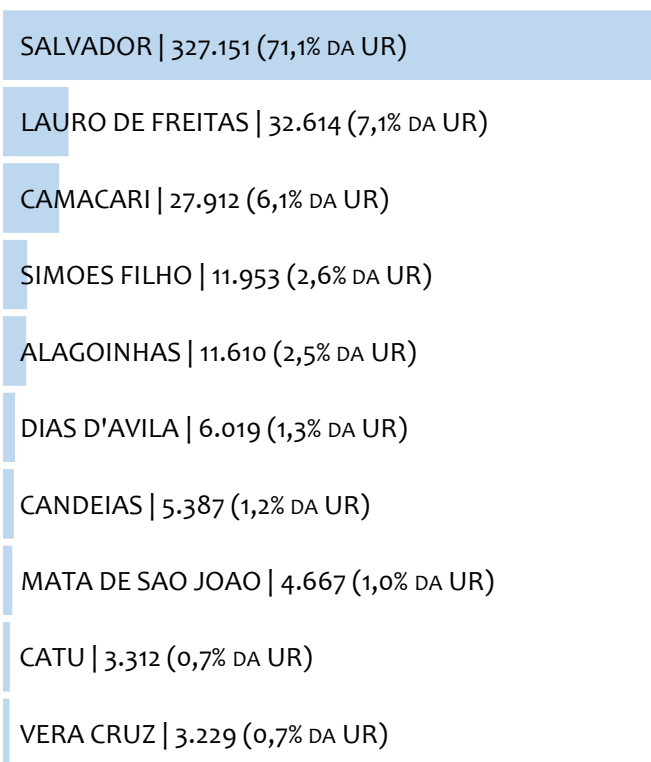 SALVADOR | 327.151 (71,1% DA UR)
LAURO DE FREITAS | 32.614 (7,1% DA UR)
CAMACARI | 27.912 (6,1% DA UR)
SIMOES FILHO | 11.953 (2,6% DA UR)
ALAGOINHAS | 11.610 (2,5% DA UR)
DIAS D'AVILA | 6.019 (1,3% DA UR)
CANDEIAS | 5.387 (1,2% DA UR)
MATA DE SAO JOAO | 4.667 (1,0% DA UR)
CATU | 3.312 (0,7% DA UR)
VERA CRUZ | 3.229 (0,7% DA UR)